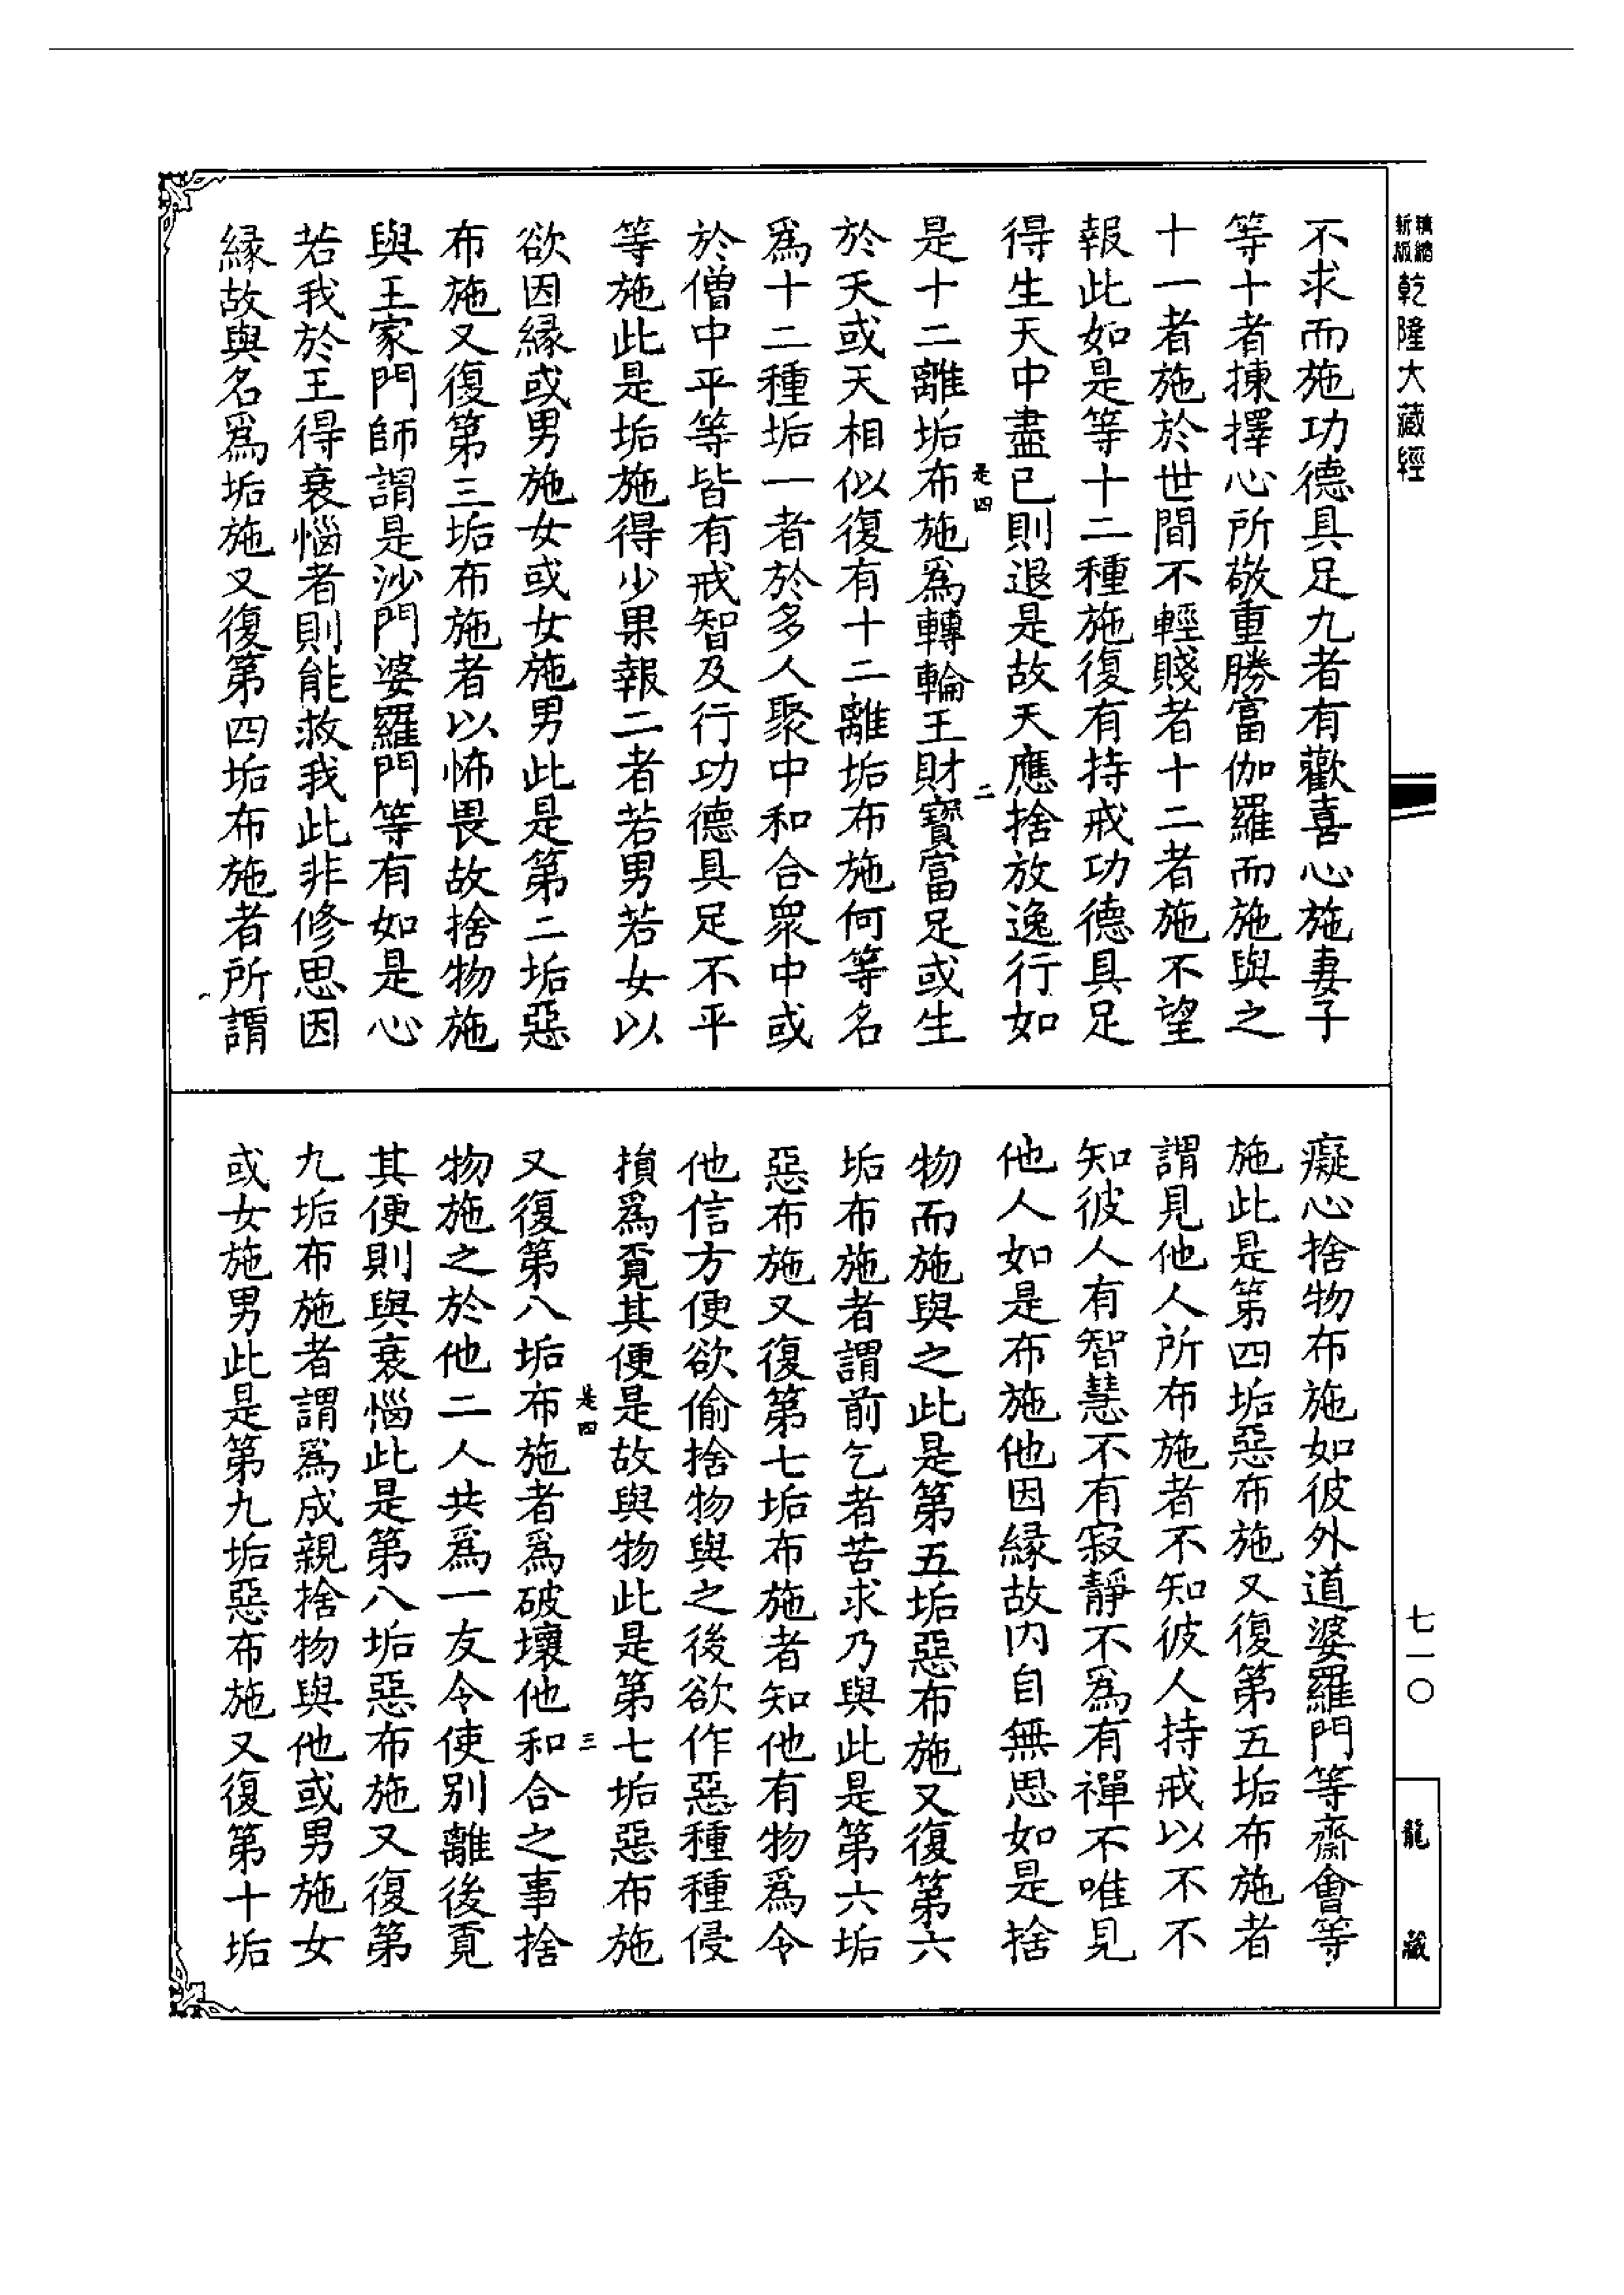 精縮新版乾隆大藏經
不求而施功德具足九者有歡喜心施妻子
等十者揀擇心所敬重勝富伽羅而施與之
十一者施於世間不輕賤者十二者施不望
報此如是等十二種施復有持戒功德具足
得生天中盡已則退是故天應捨放逸行如
是四 二
是十二離垢布施爲轉輪王財寶富足或生
於天或天相似復有十二離垢布施何等名
爲十二種垢一者於多人聚中和合衆中或
於僧中平等皆有戒智及行功德具足不平
等施此是垢施得少果報二者若男若女以
欲因緣或男施女或女施男此是第二垢惡
布施又復第三垢布施者以怖畏故捨物施
與王家門師謂是沙門婆羅門等有如是心
若我於王得衰惱者則能救我此非修思因
緣故與名爲垢施又復第四垢布施者所謂
癡心捨物布施如彼外道婆羅門等齋會等
施此是第四垢惡布施又復第五垢布施者
謂見他人所布施者不知彼人持戒以不不
知彼人有智慧不有寂靜不爲有禪不唯見
他人如是布施他因緣故内自無思如是捨
物而施與之此是第五垢惡布施又復第六
垢布施者謂前乞者苦求乃與此是第六垢
惡布施又復第七垢布施者知他有物爲令
他信方便欲偷捨物與之後欲作惡種種侵
損爲覔其便是故與物此是第七垢惡布施
是四 三
又復第八垢布施者爲破壞他和合之事捨
物施之於他二人共爲一友令使別離後覔
其便則與衰惱此是第八垢惡布施又復第
九垢布施者謂爲成親捨物與他或男施女
或女施男此是第九垢惡布施又復第十垢
七一〇
龍藏